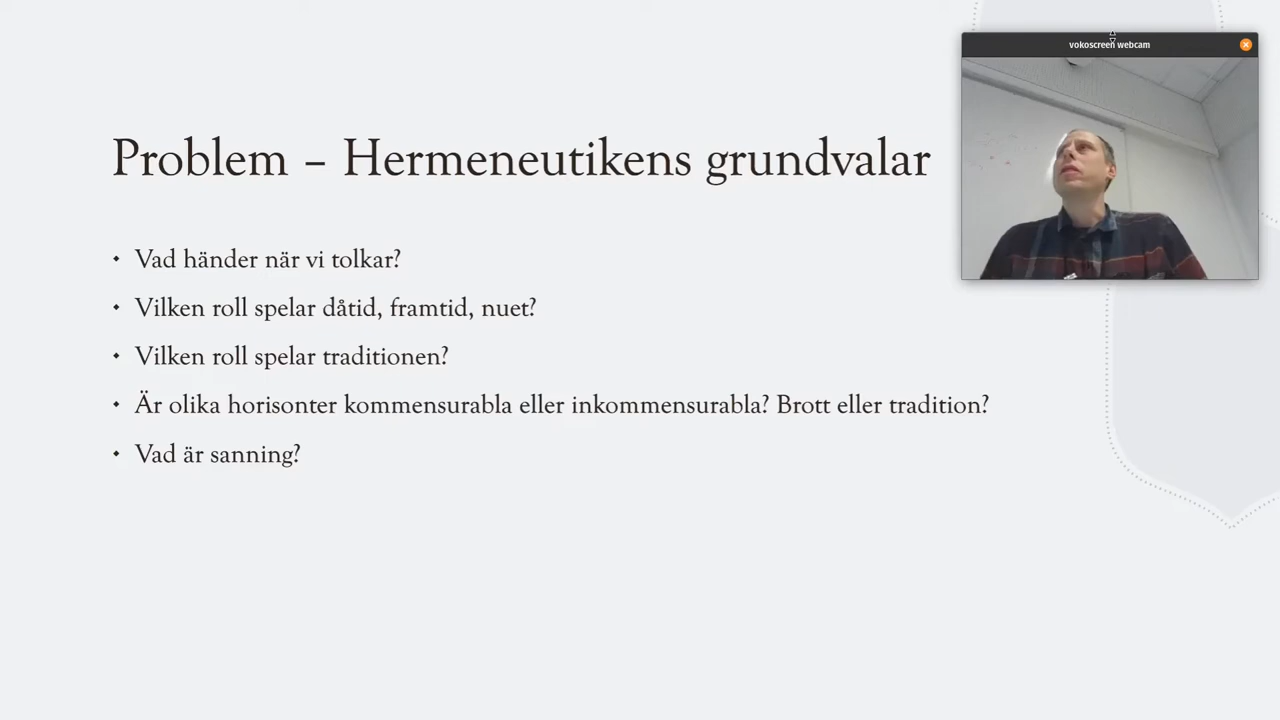 vokoscreen webcam
Problem – Hermeneutikens grundvalar
Vad händer när vi tolkar?
Vilken roll spelar dåtid, framtid, nuet?
Vilken roll spelar traditionen?
Är olika horisonter kommensurabla eller inkommensurabla? Brott eller tradition?
Vad är sanning?